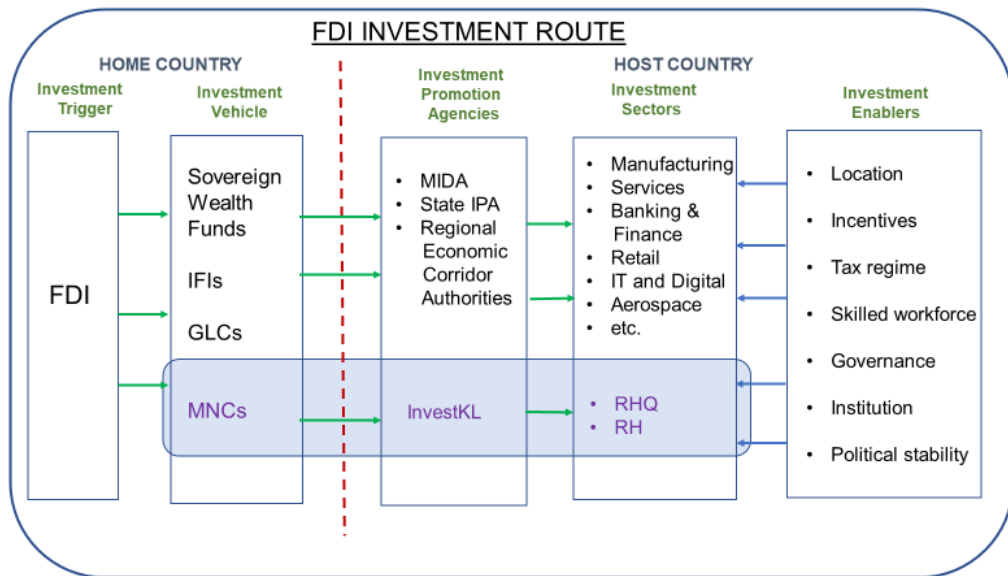 FDI INVESTMENT ROUTE
HOME COUNTRY
HOST COUNTRY
Investment
Trigger
Investment
Vehicle
Investment
Promotion
Agencies
Investment
Sectors
Investment
Enablers
FDI
Sovereign
Wealth
Funds
IFIs
GLCs
MNCs
• MIDA
• State IPA
• Regional
Economic
Corridor
Authorities
InvestKL
• Manufacturing
• Services
• Banking &
Finance
• Retail
• IT and Digital
• Aerospace
• etc.
• RHQ
• RH
• Location
• Incentives
• Tax regime
• Skilled workforce
• Governance
• Institution
• Political stability